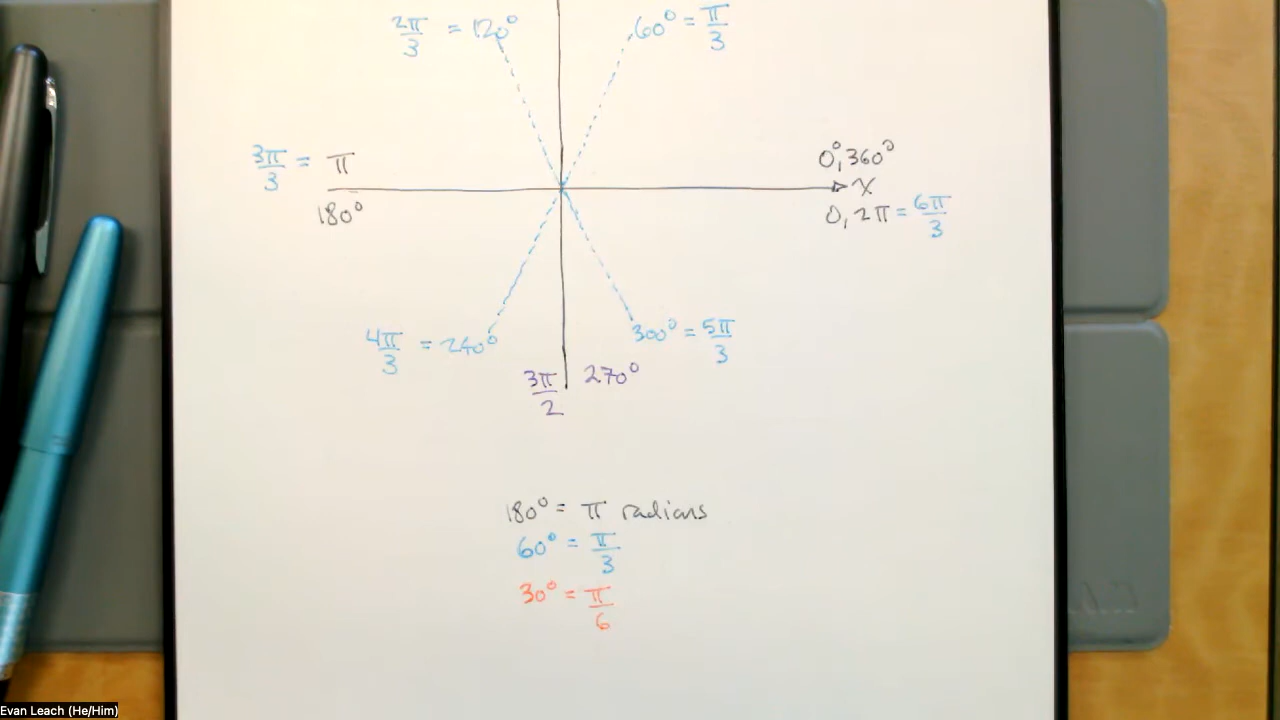 2π/3 = 120°
60° = π/3
3π/3 = π
180°
0°, 360°
x
0, 2π = 6π/3
4π/3 = 240°
300° = 5π/3
3π/2
270°
180° = π radians
60° = π/3
30° = π/6
Evan Leach (He/Him)